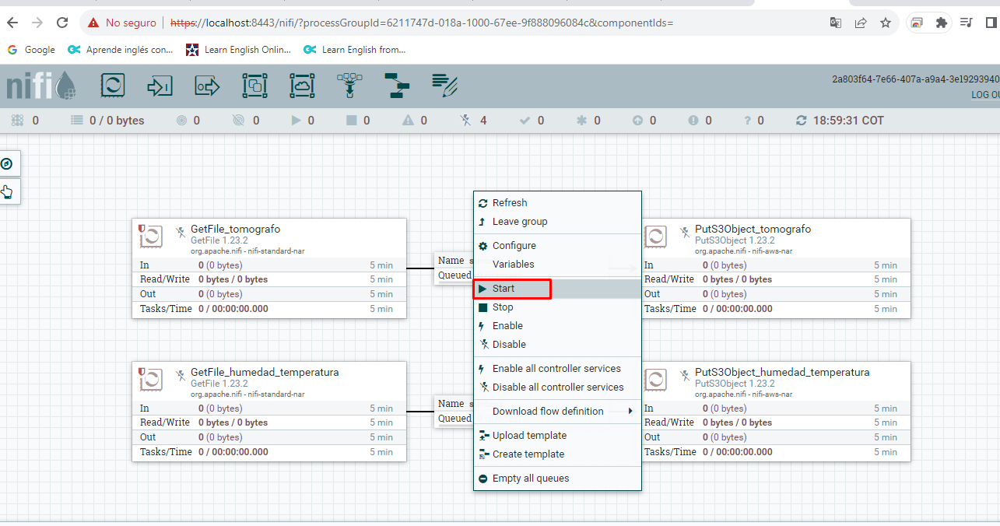 No seguro https://localhost:8443/nifi/?processGroupId=6211747d-018a-1000-67ee-9f888096084c&componentIds=
Google Aprende inglés con... Learn English Onlin... Learn English from...
nifi
2a803f64-7e66-407a-a9a4-3e19293940
LOG OU
0 0 / 0 bytes 0 0 0 0 0 4 0 0 0 0 ? 0 18:59:31 COT
GetFile_tomografo
GetFile 1.23.2
org.apache.nifi - nifi-standard-nar
In 0 (0 bytes) 5 min
Read/Write 0 bytes / 0 bytes 5 min
Out 0 (0 bytes) 5 min
Tasks/Time 0 / 00:00:00.000 5 min
Name s
Queued
GetFile_humedad_temperatura
GetFile 1.23.2
org.apache.nifi - nifi-standard-nar
In 0 (0 bytes) 5 min
Read/Write 0 bytes / 0 bytes 5 min
Out 0 (0 bytes) 5 min
Tasks/Time 0 / 00:00:00.000 5 min
Name s
Queued
Refresh
Leave group
Configure
Variables
Start
Stop
Enable
Disable
Enable all controller services
Disable all controller services
Download flow definition
Upload template
Create template
Empty all queues
PutS3Object_tomografo
PutS3Object 1.23.2
org.apache.nifi - nifi-aws-nar
In 0 (0 bytes) 5 min
Read/Write 0 bytes / 0 bytes 5 min
Out 0 (0 bytes) 5 min
Tasks/Time 0 / 00:00:00.000 5 min
PutS3Object_humedad_temperatura
PutS3Object 1.23.2
org.apache.nifi - nifi-aws-nar
In 0 (0 bytes) 5 min
Read/Write 0 bytes / 0 bytes 5 min
Out 0 (0 bytes) 5 min
Tasks/Time 0 / 00:00:00.000 5 min